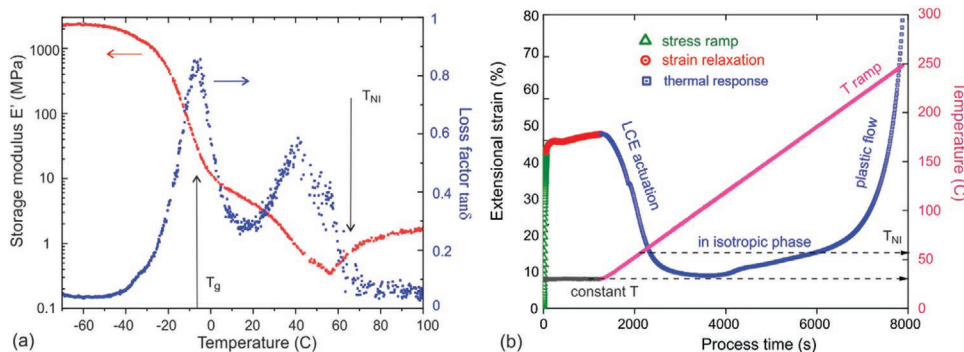 Storage modulus E' (MPa)
1000
100
10
1
0.1
1
0.8
0.6
0.4
0.2
0
Loss factor tanδ
T_NI
T_g
-60 -40 -20 0 20 40 60 80 100
Temperature (C)
(a)
Extensional strain (%)
80
70
60
50
40
30
20
10
0
300
250
200
150
100
50
0
Temperature (C)
stress ramp
strain relaxation
thermal response
T ramp
LCE actuation
plastic flow
in isotropic phase
T_NI
constant T
0 2000 4000 6000 8000
Process time (s)
(b)